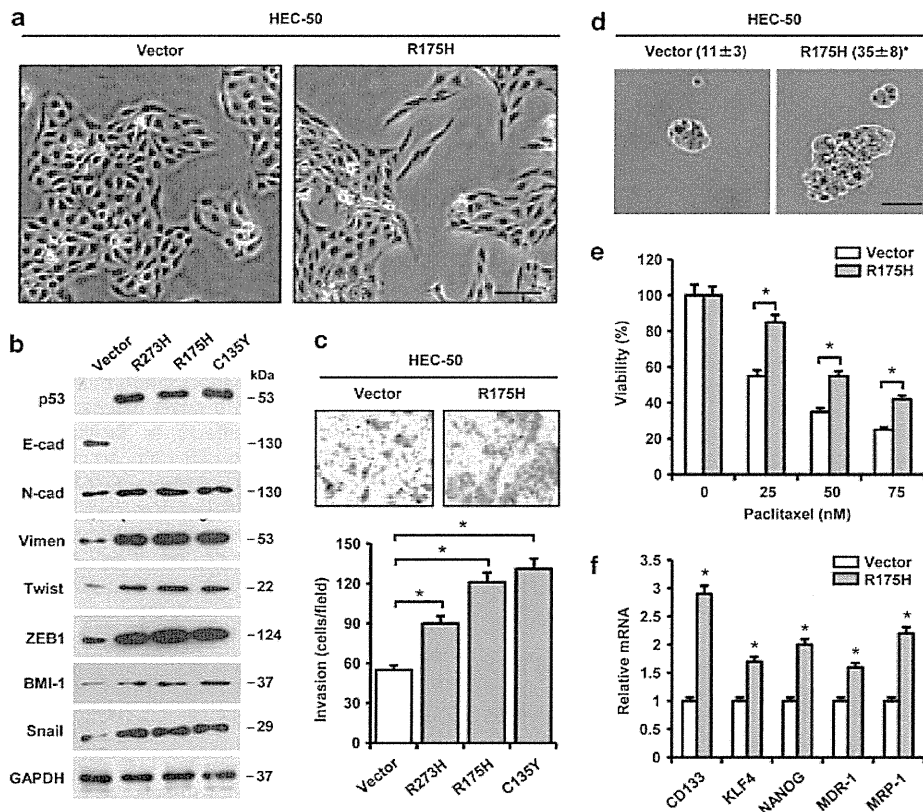 a
HEC-50
Vector
R175H
b
Vector
R273H
R175H
C135Y
kDa
p53
53
E-cad
130
N-cad
130
Vimen
53
Twist
22
ZEB1
124
BMI-1
37
Snail
29
GAPDH
37
c
HEC-50
Vector
R175H
*
*
*
Invasion (cells/field)
150
120
90
60
30
0
Vector
R273H
R175H
C135Y
d
HEC-50
Vector (11±3)
R175H (35±8)*
e
Vector
R175H
Viability (%)
120
100
80
60
40
20
0
*
*
*
0
25
50
75
Paclitaxel (nM)
f
Vector
R175H
Relative mRNA
3.5
3
2.5
2
1.5
1
0.5
0
*
*
*
*
*
CD133
KLF4
NANOG
MDR-1
MRP-1